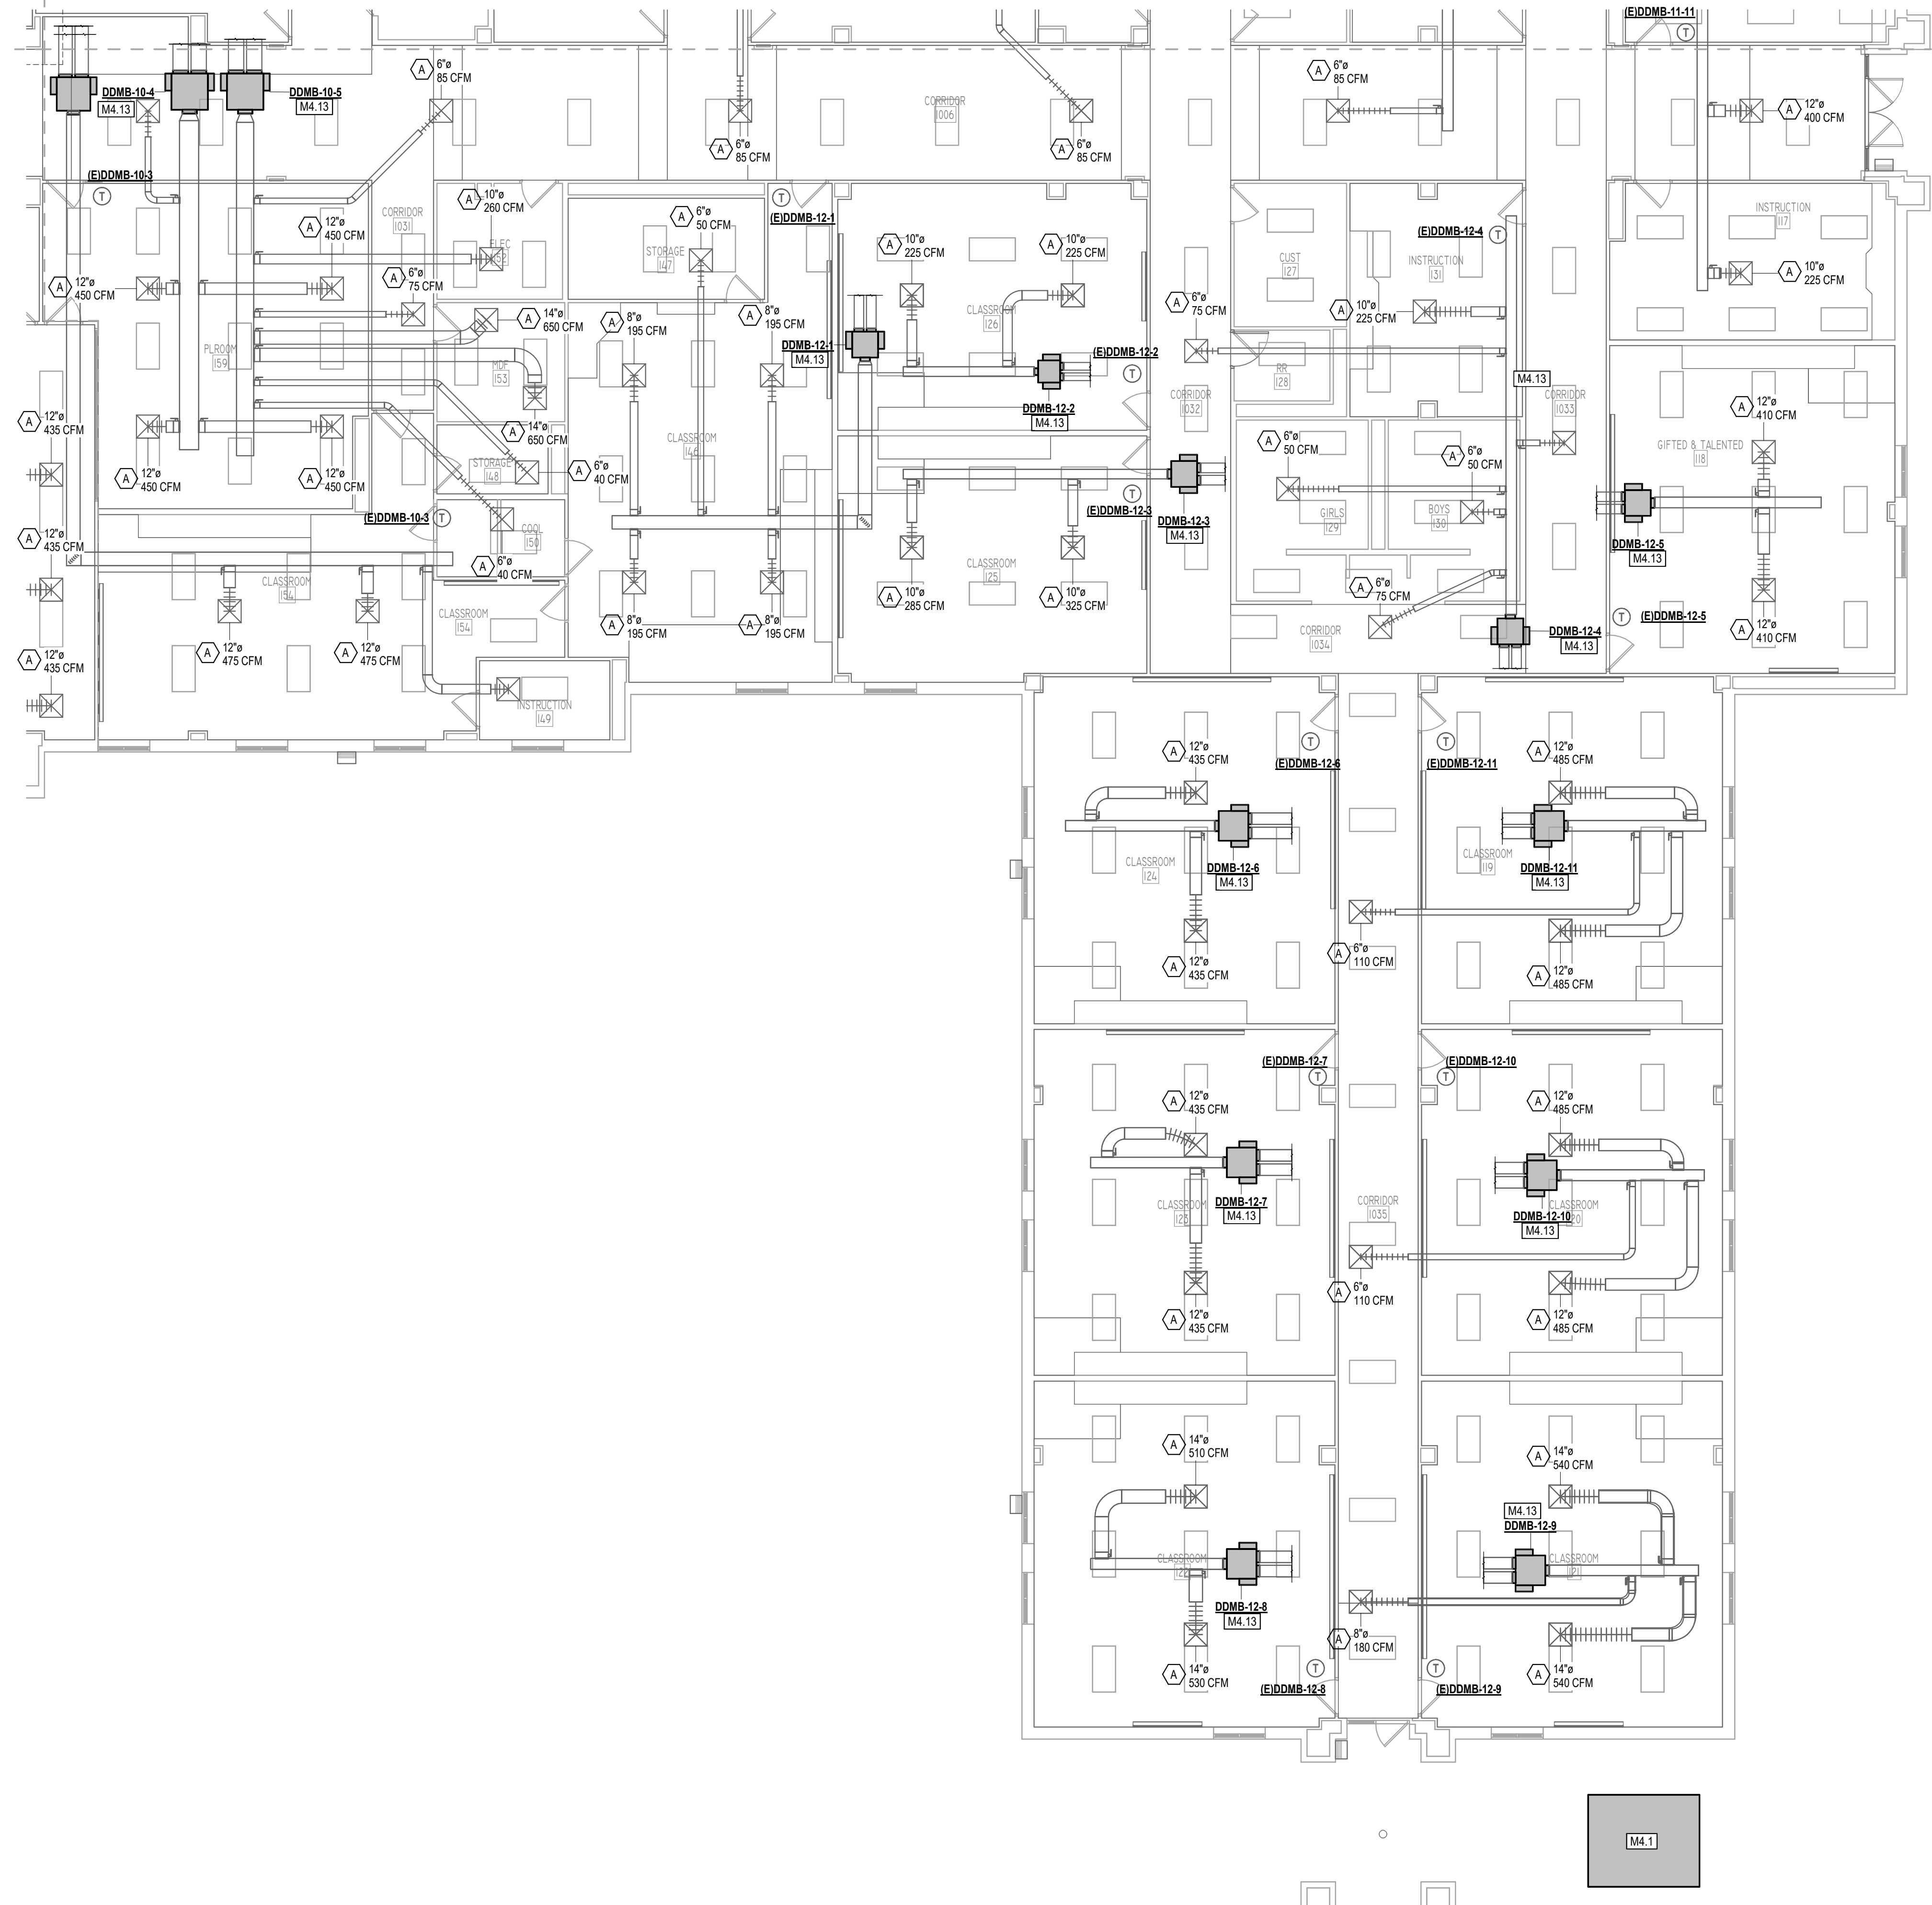 (E)DDMB-11-11
T
A
6"ø
85 CFM
A
6"ø
85 CFM
DDMB-10-4
M4.13
DDMB-10-5
M4.13
CORRIDOR
1006
A
12"ø
400 CFM
A
6"ø
85 CFM
A
6"ø
85 CFM
(E)DDMB-10-3
T
A
10"ø
260 CFM
ELEC
152
CORRIDOR
1031
A
12"ø
450 CFM
A
6"ø
50 CFM
STORAGE
147
(E)DDMB-12-1
T
A
10"ø
225 CFM
A
10"ø
225 CFM
(E)DDMB-12-4
T
INSTRUCTION
117
CUST
127
INSTRUCTION
131
A
12"ø
450 CFM
A
6"ø
75 CFM
A
10"ø
225 CFM
A
14"ø
650 CFM
A
8"ø
195 CFM
A
8"ø
195 CFM
CLASSROOM
126
A
6"ø
75 CFM
A
10"ø
225 CFM
DDMB-12-1
M4.13
(E)DDMB-12-2
T
PLROOM
159
MDF
153
RR
128
M4.13
DDMB-12-2
M4.13
CORRIDOR
1032
CORRIDOR
1033
A
12"ø
410 CFM
A
12"ø
435 CFM
A
14"ø
650 CFM
CLASSROOM
146
A
6"ø
50 CFM
A
6"ø
50 CFM
GIFTED & TALENTED
118
A
12"ø
450 CFM
A
12"ø
450 CFM
STORAGE
148
A
6"ø
40 CFM
T
(E)DDMB-12-3
DDMB-12-3
M4.13
GIRLS
129
BOYS
130
(E)DDMB-10-3
T
COOL
150
A
12"ø
435 CFM
DDMB-12-5
M4.13
A
6"ø
40 CFM
CLASSROOM
125
CLASSROOM
154
A
10"ø
285 CFM
A
10"ø
325 CFM
A
6"ø
75 CFM
CLASSROOM
154
A
8"ø
195 CFM
A
8"ø
195 CFM
CORRIDOR
1034
DDMB-12-4
M4.13
T
(E)DDMB-12-5
A
12"ø
410 CFM
A
12"ø
435 CFM
A
12"ø
475 CFM
A
12"ø
475 CFM
INSTRUCTION
149
A
12"ø
435 CFM
T
(E)DDMB-12-6
T
(E)DDMB-12-11
A
12"ø
485 CFM
CLASSROOM
124
DDMB-12-6
M4.13
CLASSROOM
119
DDMB-12-11
M4.13
A
12"ø
435 CFM
A
6"ø
110 CFM
A
12"ø
485 CFM
(E)DDMB-12-7
T
(E)DDMB-12-10
T
A
12"ø
435 CFM
A
12"ø
485 CFM
CLASSROOM
123
DDMB-12-7
M4.13
CORRIDOR
1035
CLASSROOM
DDMB-12-10
M4.13
A
12"ø
435 CFM
A
6"ø
110 CFM
A
12"ø
485 CFM
A
14"ø
510 CFM
A
14"ø
540 CFM
M4.13
DDMB-12-9
CLASSROOM
122
CLASSROOM
121
DDMB-12-8
M4.13
A
8"ø
180 CFM
A
14"ø
530 CFM
T
(E)DDMB-12-8
T
(E)DDMB-12-9
A
14"ø
540 CFM
M4.1